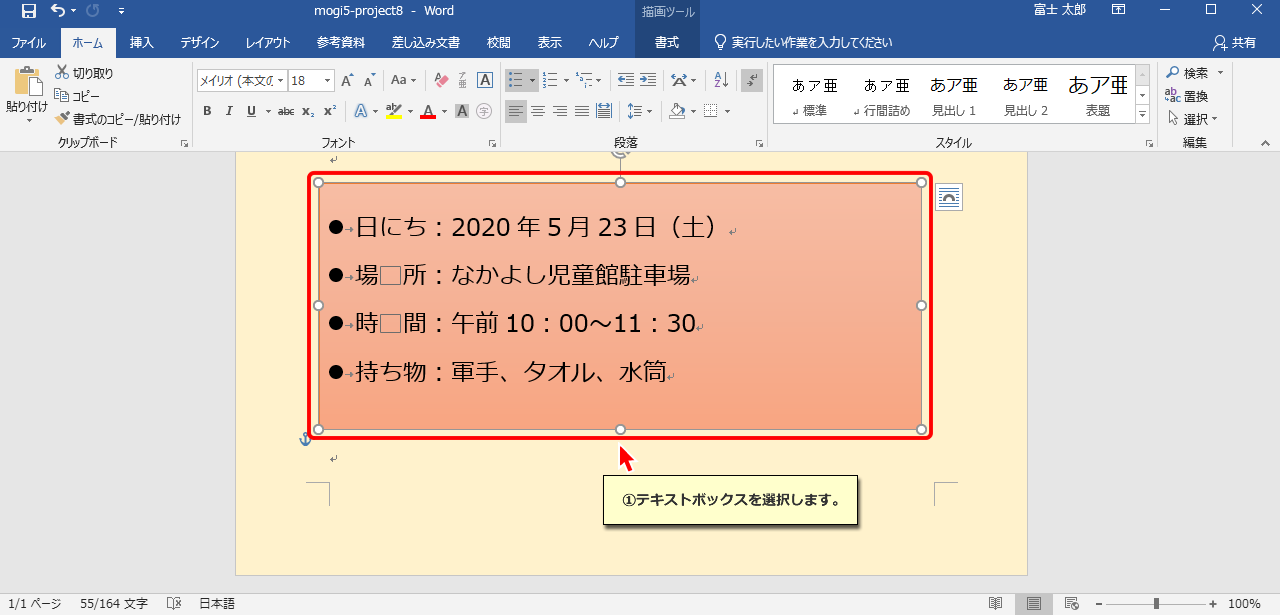 mogi5-project8 - Word
描画ツール
富士 太郎
ファイル ホーム 挿入 デザイン レイアウト 参考資料 差し込み文書 校閲 表示 ヘルプ 書式 実行したい作業を入力してください 共有
貼り付け
切り取り
コピー
書式のコピー/貼り付け
クリップボード
メイリオ (本文の 18
Aa
B I U abc x₂ x²
フォント
段落
あア亜 あア亜 あア亜 あア亜 あア亜
標準 行間詰め 見出し 1 見出し 2 表題
スタイル
検索
置換
選択
編集
●日にち：2020 年 5 月 23 日（土）
●場□所：なかよし児童館駐車場
●時□間：午前 10：00～11：30
●持ち物：軍手、タオル、水筒
①テキストボックスを選択します。
1/1 ページ 55/164 文字 日本語 100%